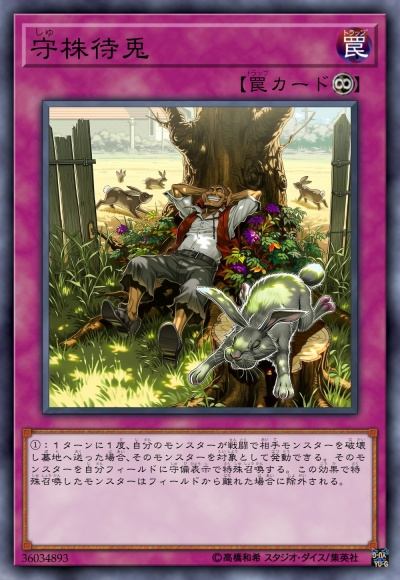 守株待兎
罠
【罠カード】
①：１ターンに１度、自分のモンスターが戦闘で相手モンスターを破壊
し墓地へ送った場合、そのモンスターを対象として発動できる。そのモ
ンスターを自分フィールドに守備表示で特殊召喚する。この効果で特
殊召喚したモンスターはフィールドから離れた場合に除外される。
36034893
©高橋和希 スタジオ・ダイス/集英社